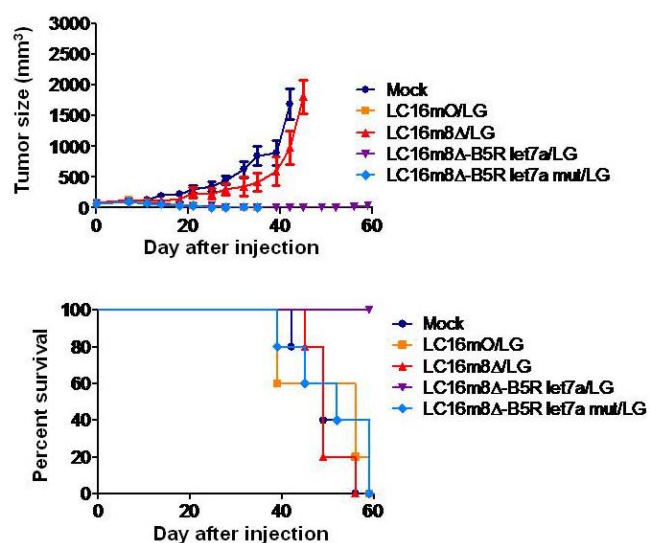 3000
2500
2000
1500
1000
500
0
Tumor size (mm³)
0 20 40 60
Day after injection
Mock
LC16mO/LG
LC16m8Δ/LG
LC16m8Δ-B5R let7a/LG
LC16m8Δ-B5R let7a mut/LG
100
80
60
40
20
0
Percent survival
0 20 40 60
Day after injection
Mock
LC16mO/LG
LC16m8Δ/LG
LC16m8Δ-B5R let7a/LG
LC16m8Δ-B5R let7a mut/LG